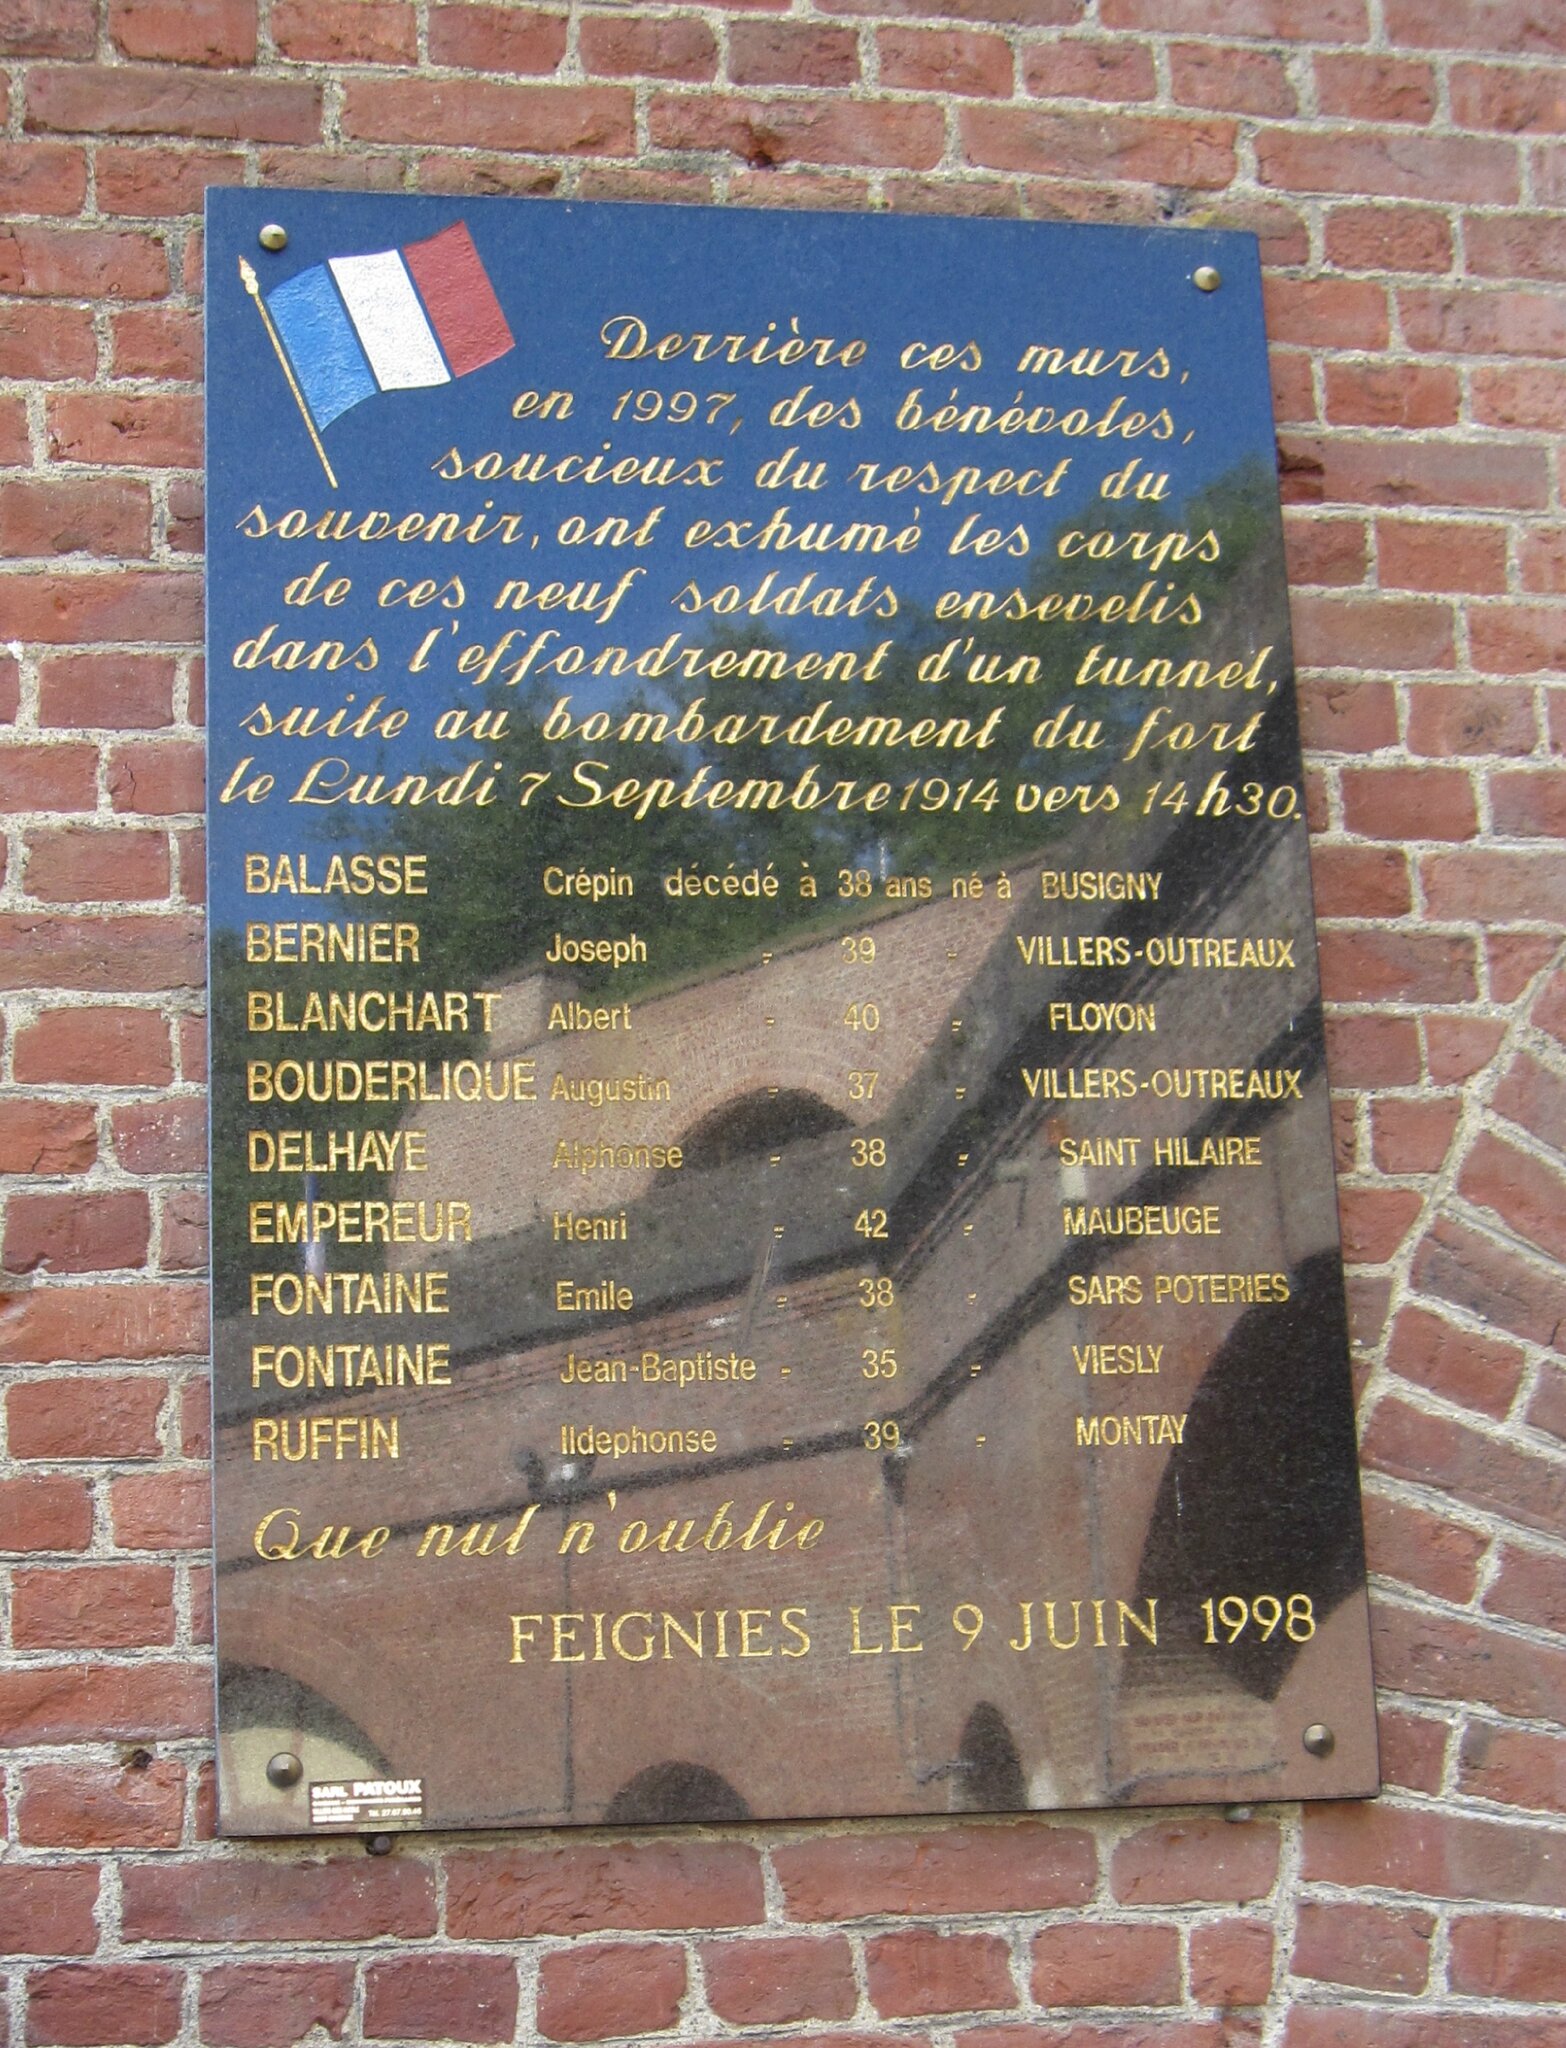 Derrière ces murs,
en 1997, des bénévoles,
soucieux du respect du
souvenir, ont exhumé les corps
de ces neuf soldats ensevelis
dans l'effondrement d'un tunnel,
suite au bombardement du fort
le Lundi 7 Septembre 1914 vers 14h30.
BALASSE Crépin décédé à 38 ans né à BUSIGNY
BERNIER Joseph - 39 - VILLERS-OUTREAUX
BLANCHART Albert - 40 - FLOYON
BOUDERLIQUE Augustin - 37 - VILLERS-OUTREAUX
DELHAYE Alphonse - 38 - SAINT HILAIRE
EMPEREUR Henri - 42 - MAUBEUGE
FONTAINE Emile - 38 - SARS POTERIES
FONTAINE Jean-Baptiste - 35 - VIESLY
RUFFIN Ildephonse - 39 - MONTAY
Que nul n'oublie
FEIGNIES LE 9 JUIN 1998
SARL PATOUX